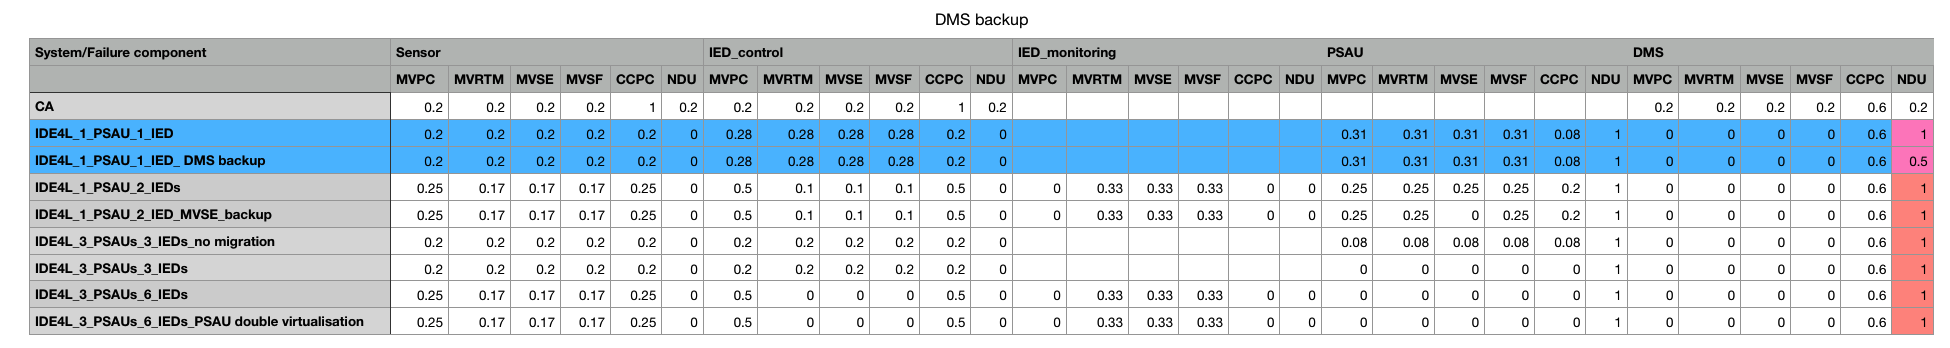 DMS backup
System/Failure component Sensor IED_control IED_monitoring PSAU DMS
MVPC MVRTM MVSE MVSF CCPC NDU MVPC MVRTM MVSE MVSF CCPC NDU MVPC MVRTM MVSE MVSF CCPC NDU MVPC MVRTM MVSE MVSF CCPC NDU MVPC MVRTM MVSE MVSF CCPC NDU
CA 0.2 0.2 0.2 0.2 1 0.2 0.2 0.2 0.2 0.2 1 0.2 0.2 0.2 0.2 0.2 0.6 0.2
IDE4L_1_PSAU_1_IED 0.2 0.2 0.2 0.2 0.2 0 0.28 0.28 0.28 0.28 0.2 0 0.31 0.31 0.31 0.31 0.08 1 0 0 0 0 0.6 1
IDE4L_1_PSAU_1_IED_ DMS backup 0.2 0.2 0.2 0.2 0.2 0 0.28 0.28 0.28 0.28 0.2 0 0.31 0.31 0.31 0.31 0.08 1 0 0 0 0 0.6 0.5
IDE4L_1_PSAU_2_IEDs 0.25 0.17 0.17 0.17 0.25 0 0.5 0.1 0.1 0.1 0.5 0 0 0.33 0.33 0.33 0 0 0.25 0.25 0.25 0.25 0.2 1 0 0 0 0 0.6 1
IDE4L_1_PSAU_2_IED_MVSE_backup 0.25 0.17 0.17 0.17 0.25 0 0.5 0.1 0.1 0.1 0.5 0 0 0.33 0.33 0.33 0 0 0.25 0.25 0 0.25 0.2 1 0 0 0 0 0.6 1
IDE4L_3_PSAUs_3_IEDs_no migration 0.2 0.2 0.2 0.2 0.2 0 0.2 0.2 0.2 0.2 0.2 0 0.08 0.08 0.08 0.08 0.08 1 0 0 0 0 0.6 1
IDE4L_3_PSAUs_3_IEDs 0.2 0.2 0.2 0.2 0.2 0 0.2 0.2 0.2 0.2 0.2 0 0 0 0 0 0 1 0 0 0 0 0.6 1
IDE4L_3_PSAUs_6_IEDs 0.25 0.17 0.17 0.17 0.25 0 0.5 0 0 0 0.5 0 0 0.33 0.33 0.33 0 0 0 0 0 0 0 1 0 0 0 0 0.6 1
IDE4L_3_PSAUs_6_IEDs_PSAU double virtualisation 0.25 0.17 0.17 0.17 0.25 0 0.5 0 0 0 0.5 0 0 0.33 0.33 0.33 0 0 0 0 0 0 0 1 0 0 0 0 0.6 1